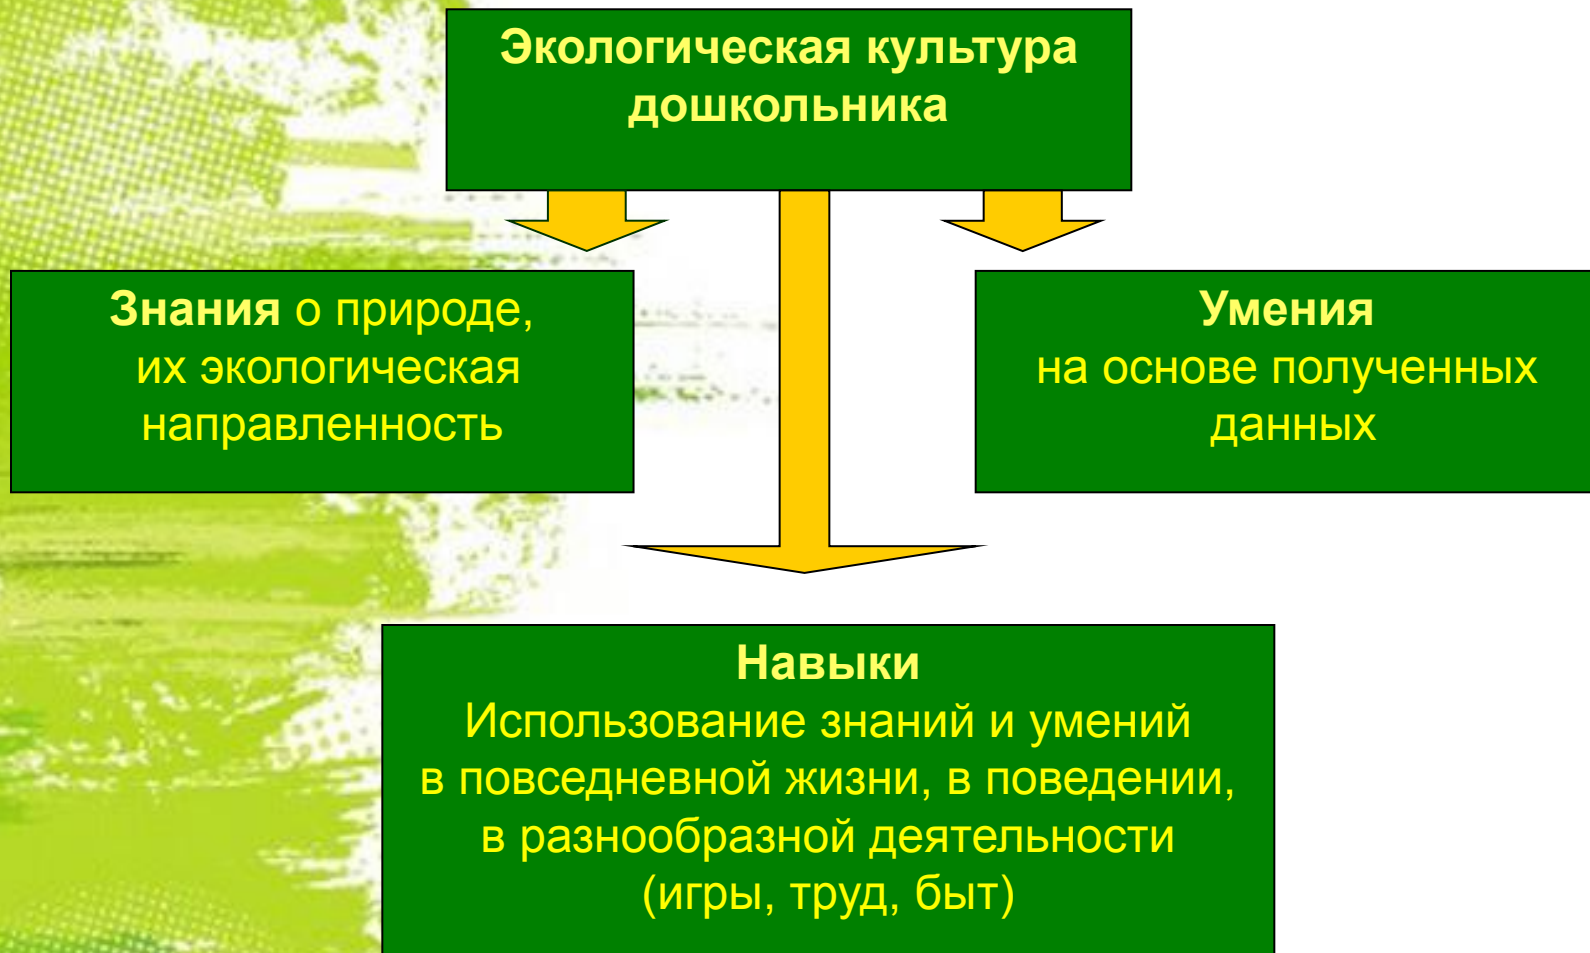 Экологическая культура
дошкольника
Знания о природе,
их экологическая
направленность
Умения
на основе полученных
данных
Навыки
Использование знаний и умений
в повседневной жизни, в поведении,
в разнообразной деятельности
(игры, труд, быт)